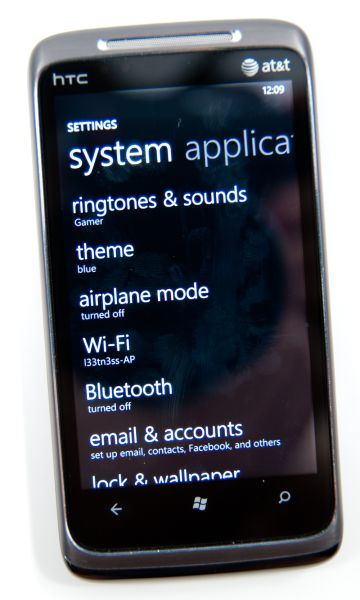 hTC
at&t
12:09
SETTINGS
system applica
ringtones & sounds
Gamer
theme
blue
airplane mode
turned off
Wi-Fi
l33tn3ss-AP
Bluetooth
turned off
email & accounts
set up email, contacts, Facebook, and others
lock & wallpaper